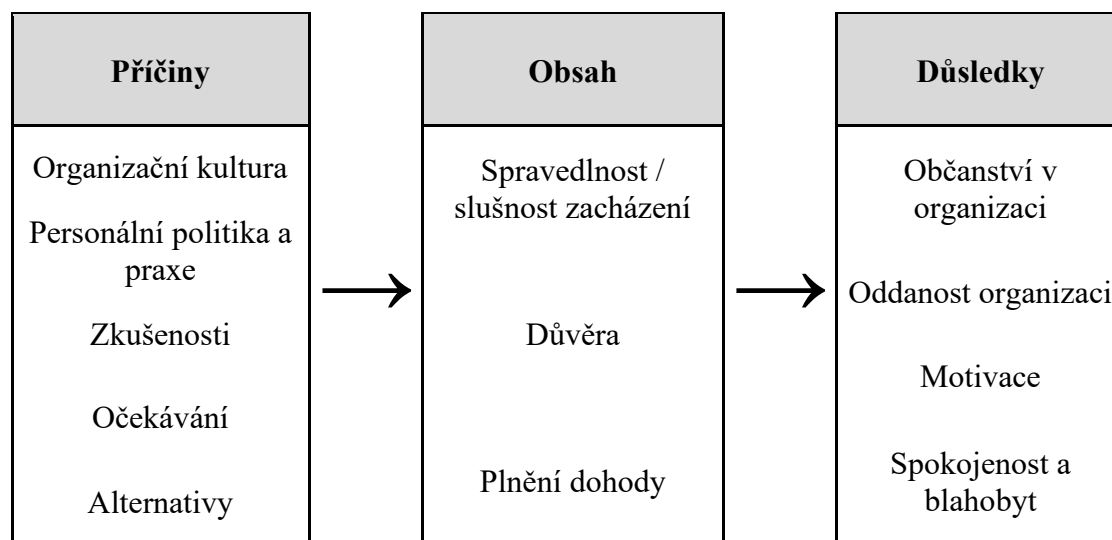 Příčiny
Organizační kultura
Personální politika a
praxe
Zkušenosti
Očekávání
Alternativy
Obsah
Spravedlnost /
slušnost zacházení
Důvěra
Plnění dohody
Důsledky
Občanství v
organizaci
Oddanost organizaci
Motivace
Spokojenost a
blahobyt